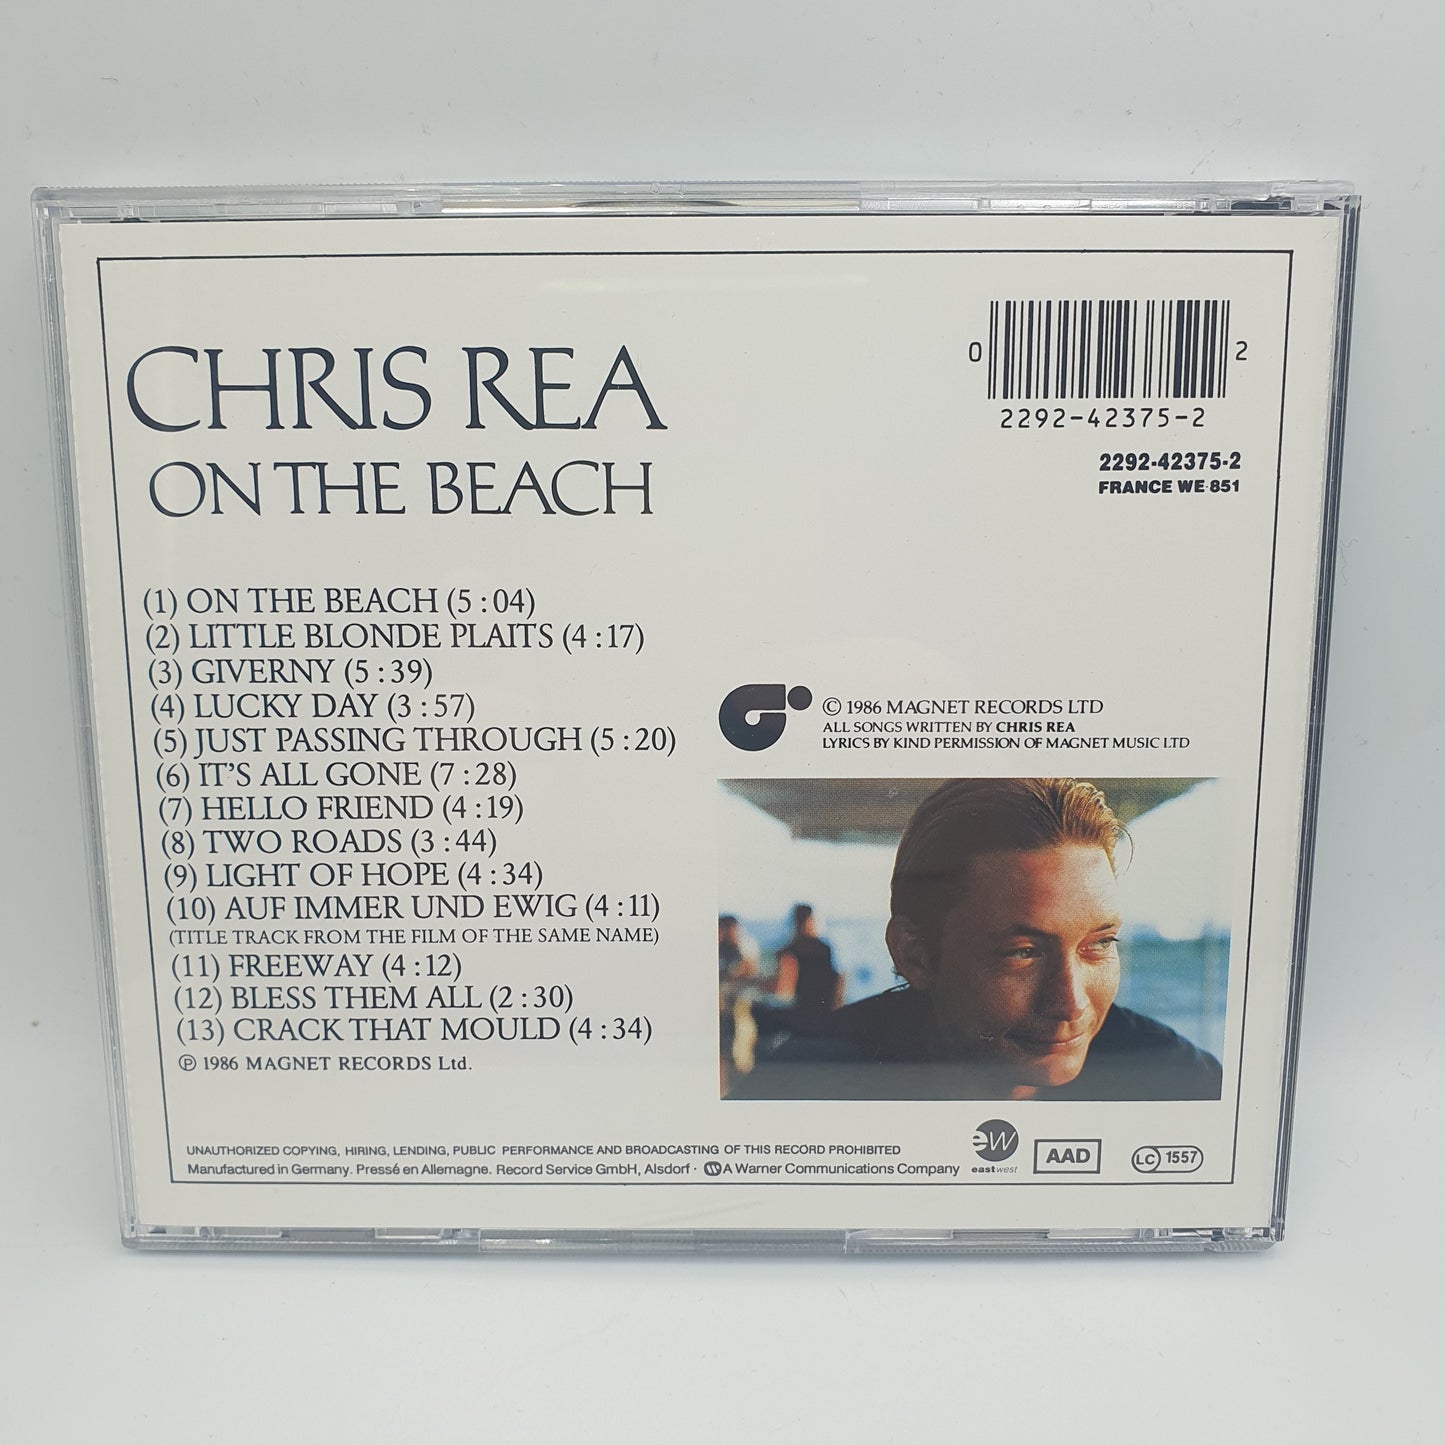 CHRIS REA
ON THE BEACH
0 2
2292-42375-2
2292-42375-2
FRANCE WE·851
(1) ON THE BEACH (5:04)
(2) LITTLE BLONDE PLAITS (4:17)
(3) GIVERNY (5:39)
(4) LUCKY DAY (3:57)
(5) JUST PASSING THROUGH (5:20)
(6) IT'S ALL GONE (7:28)
(7) HELLO FRIEND (4:19)
(8) TWO ROADS (3:44)
(9) LIGHT OF HOPE (4:34)
(10) AUF IMMER UND EWIG (4:11)
(TITLE TRACK FROM THE FILM OF THE SAME NAME)
(11) FREEWAY (4:12)
(12) BLESS THEM ALL (2:30)
(13) CRACK THAT MOULD (4:34)
℗ 1986 MAGNET RECORDS Ltd.
© 1986 MAGNET RECORDS LTD
ALL SONGS WRITTEN BY CHRIS REA
LYRICS BY KIND PERMISSION OF MAGNET MUSIC LTD
UNAUTHORIZED COPYING, HIRING, LENDING, PUBLIC PERFORMANCE AND BROADCASTING OF THIS RECORD PROHIBITED
Manufactured in Germany. Pressé en Allemagne. Record Service GmbH, Alsdorf · A Warner Communications Company
ew
eastwest
AAD
LC 1557